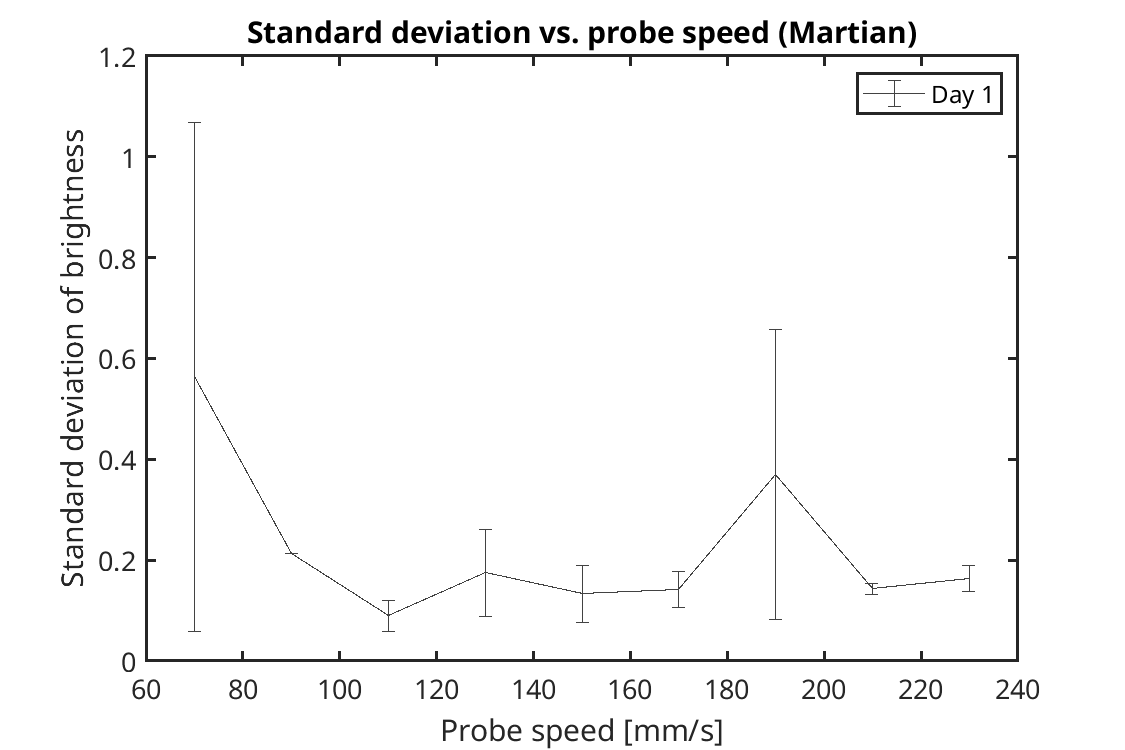 Standard deviation vs. probe speed (Martian)
Day 1
Standard deviation of brightness
1.2
1
0.8
0.6
0.4
0.2
0
60 80 100 120 140 160 180 200 220 240
Probe speed [mm/s]